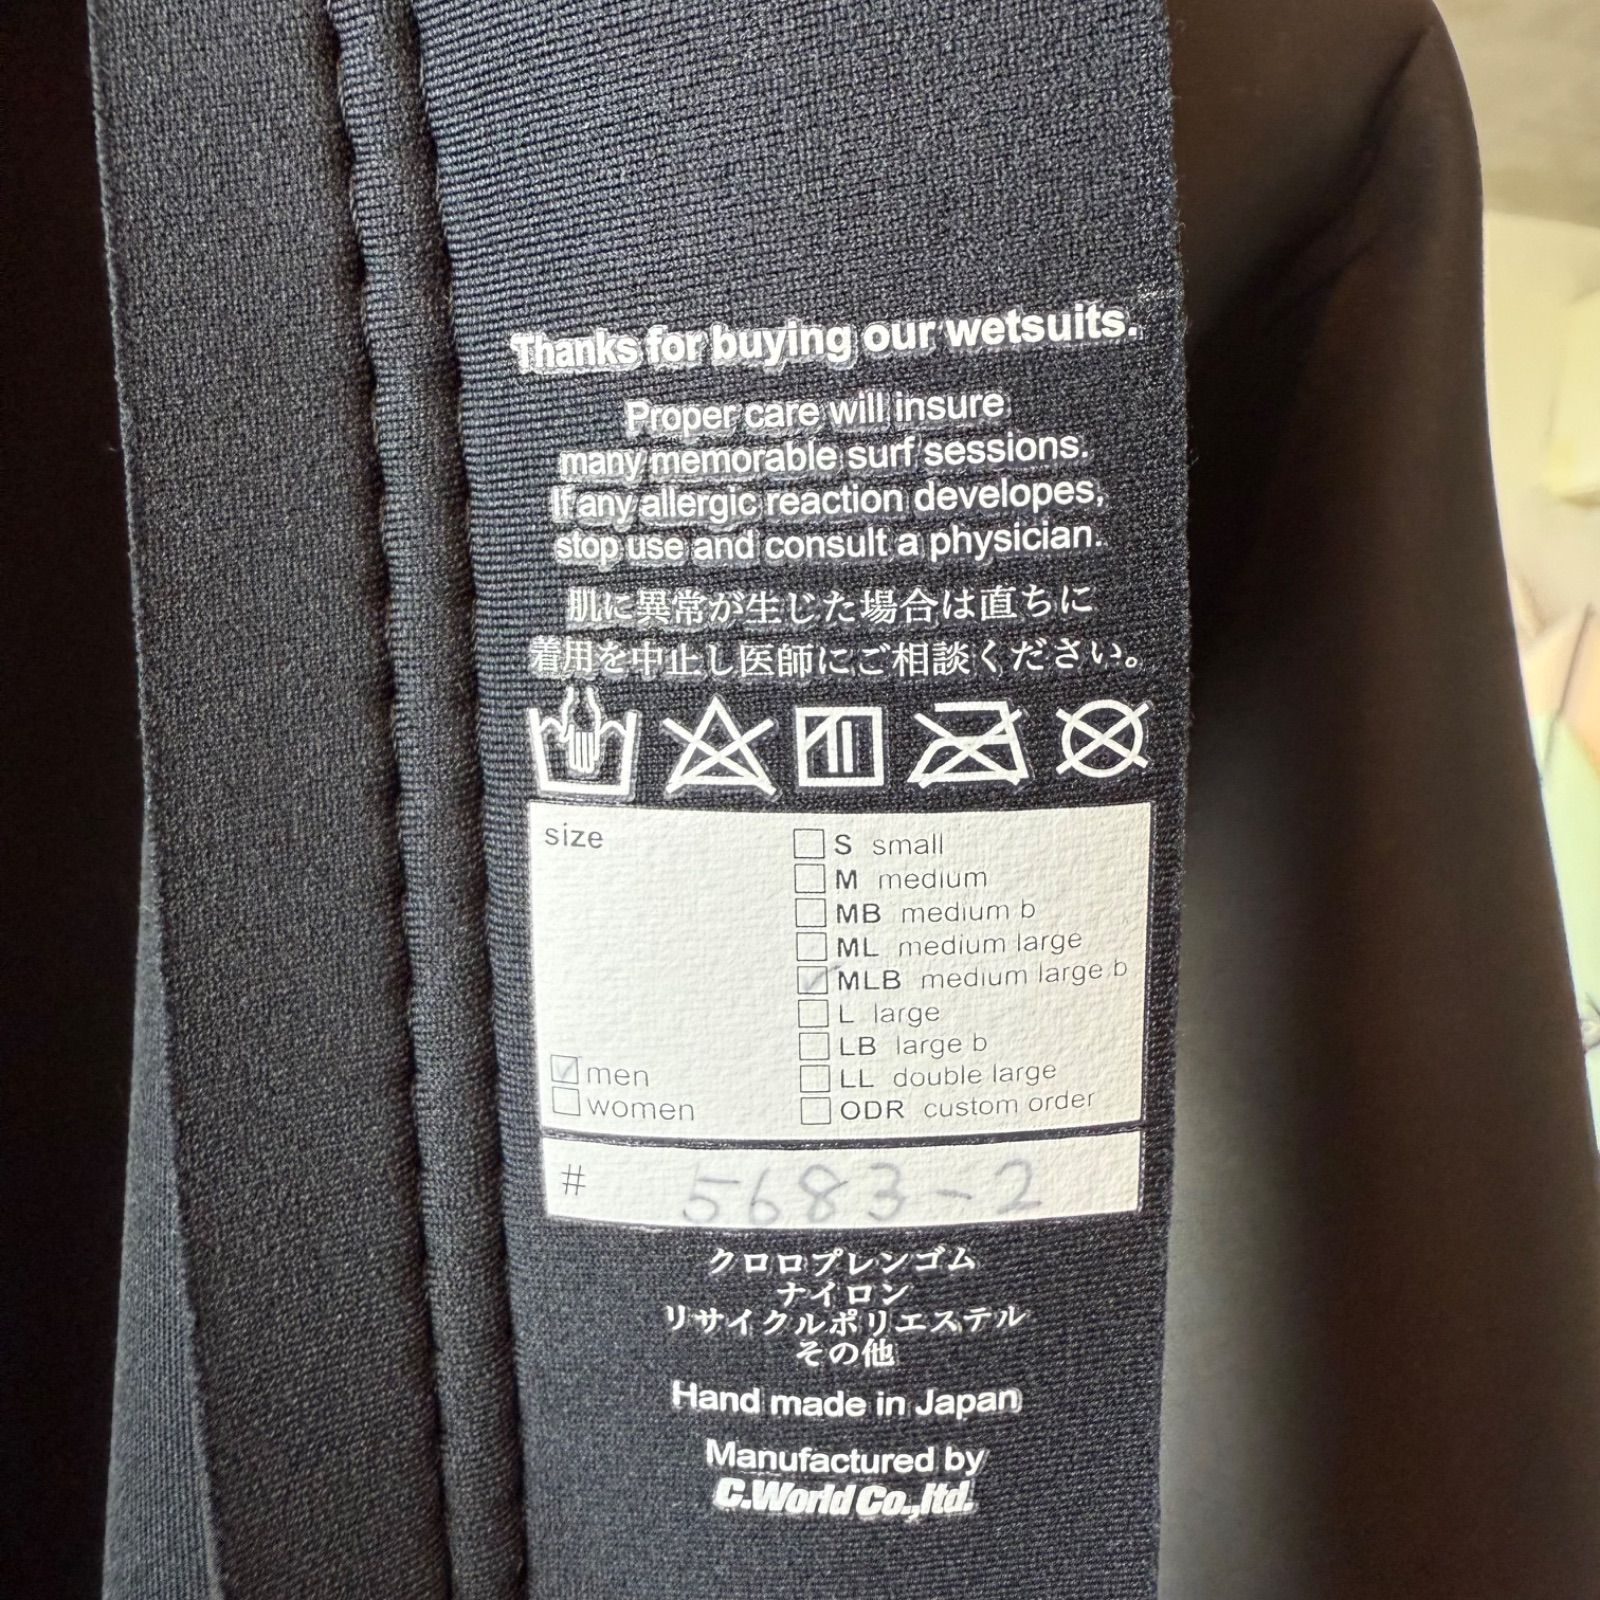 Thanks for buying our wetsuits.
Proper care will insure
many memorable surf sessions.
If any allergic reaction developes,
stop use and consult a physician.
肌に異常が生じた場合は直ちに
着用を中止し医師にご相談ください。
size
S small
M medium
MB medium b
ML medium large
MLB medium large b
L large
LB large b
LL double large
ODR custom order
men
women
# 5683-2
クロロプレンゴム
ナイロン
リサイクルポリエステル
その他
Hand made in Japan
Manufactured by
C.World Co.,ltd.